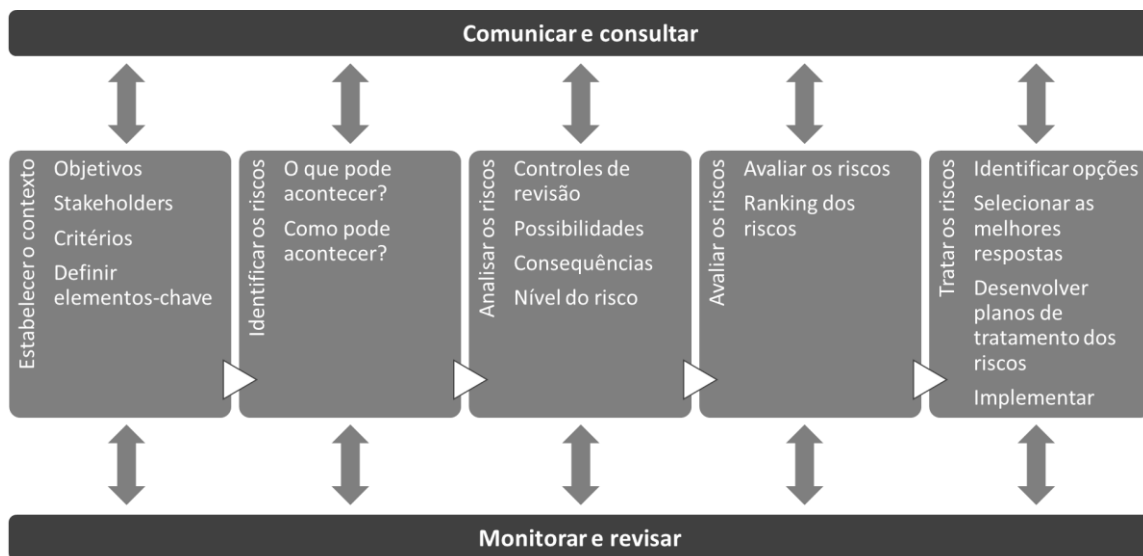 Comunicar e consultar
Estabelecer o contexto
Objetivos
Stakeholders
Critérios
Definir
elementos-chave
Identificar os riscos
O que pode
acontecer?
Como pode
acontecer?
Analisar os riscos
Controles de
revisão
Possibilidades
Consequências
Nível do risco
Avaliar os riscos
Avaliar os riscos
Ranking dos
riscos
Tratar os riscos
Identificar opções
Selecionar as
melhores
respostas
Desenvolver
planos de
tratamento dos
riscos
Implementar
Monitorar e revisar